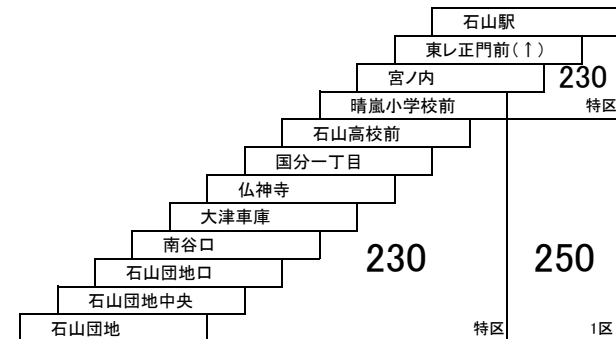 石山駅
東レ正門前(↑)
宮ノ内
230
晴嵐小学校前
特区
石山高校前
国分一丁目
仏神寺
大津車庫
南谷口
230
250
石山団地口
石山団地中央
石山団地
特区
1区